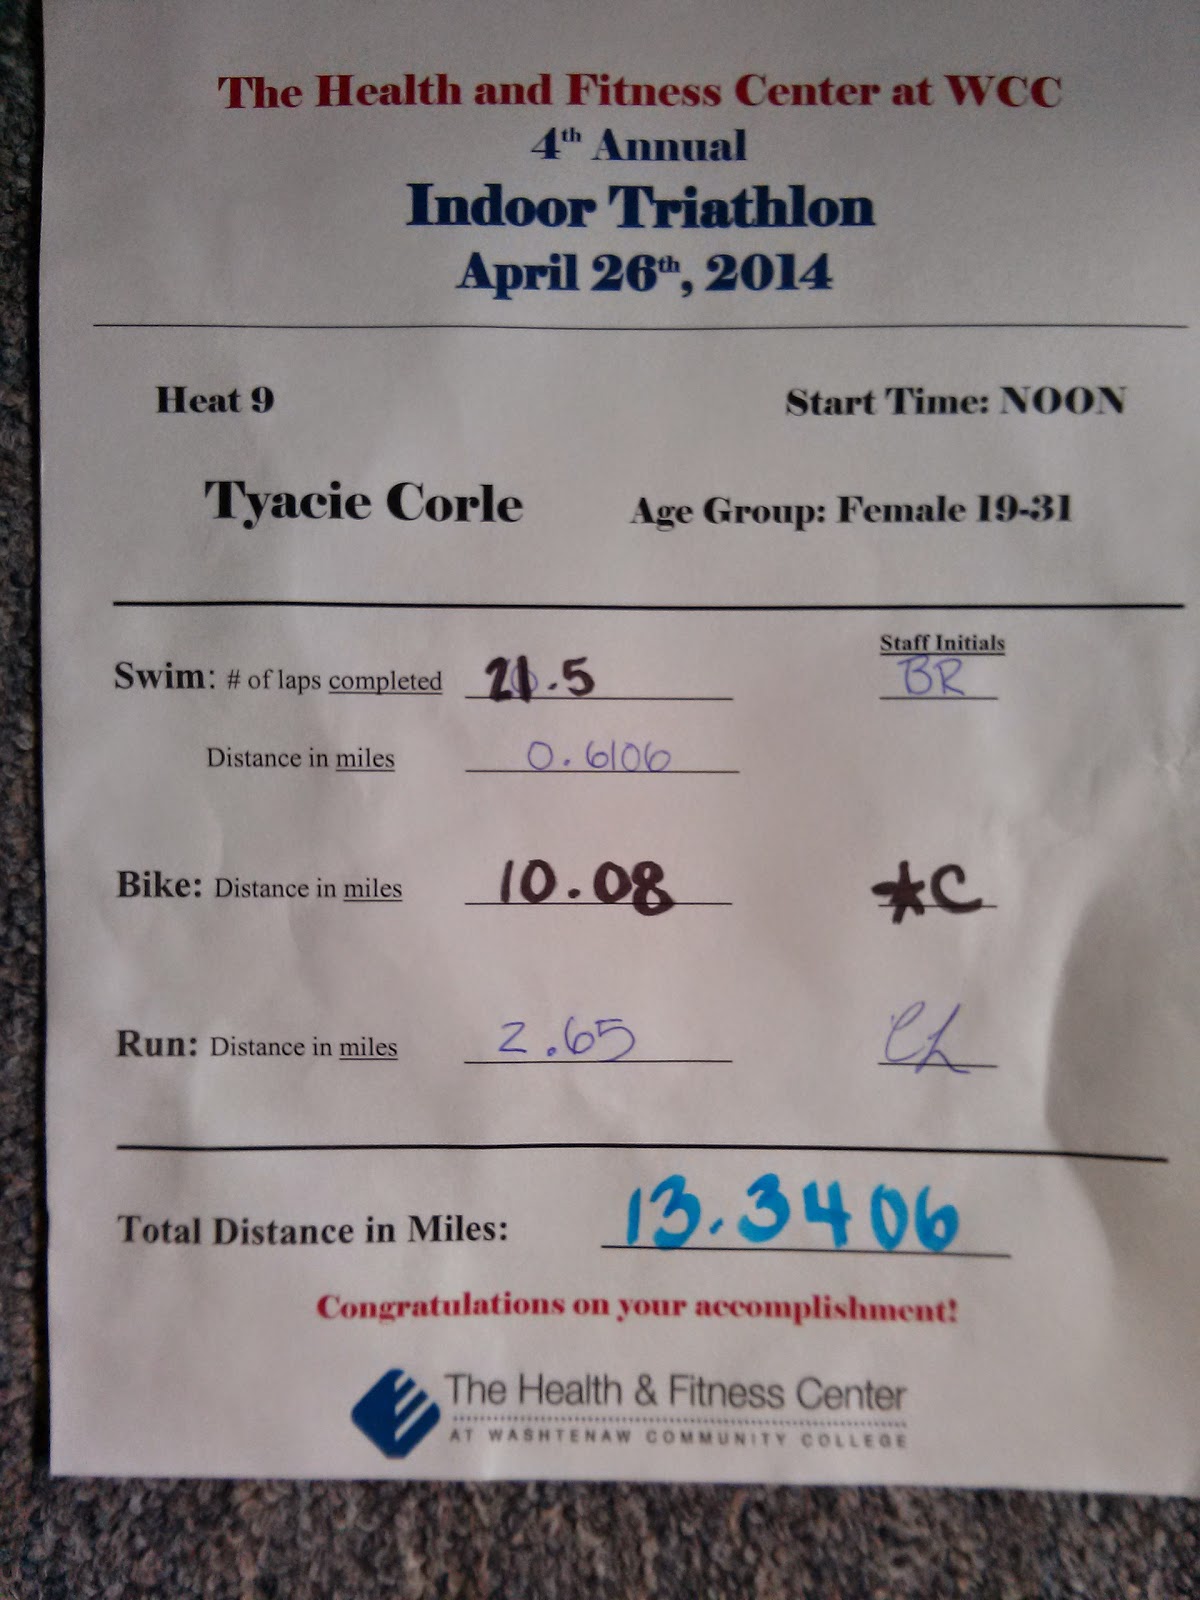 The Health and Fitness Center at WCC
4th Annual
Indoor Triathlon
April 26th, 2014
Heat 9 Start Time: NOON
Tyacie Corle Age Group: Female 19-31
Staff Initials
Swim: # of laps completed 21.5 BR
Distance in miles 0.6106
Bike: Distance in miles 10.08 ★C
Run: Distance in miles 2.65 CL
Total Distance in Miles: 13.3406
Congratulations on your accomplishment!
The Health & Fitness Center
AT WASHTENAW COMMUNITY COLLEGE